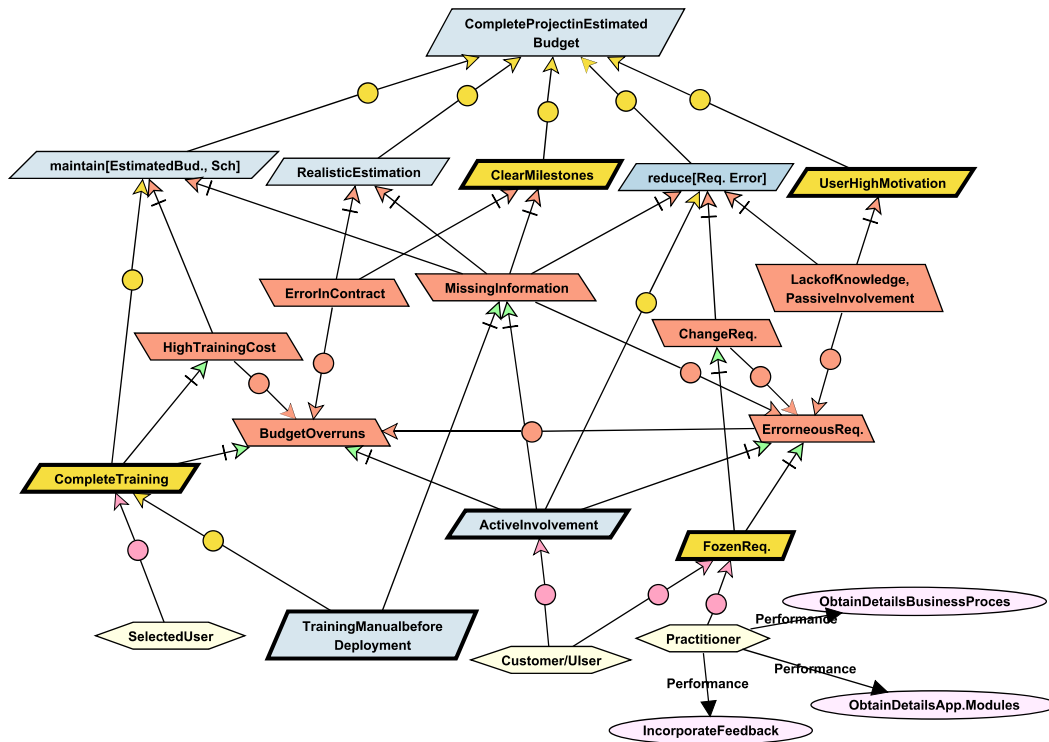 CompleteProjectinEstimated
Budget
maintain[EstimatedBud., Sch]
RealisticEstimation
ClearMilestones
reduce[Req. Error]
UserHighMotivation
ErrorInContract
MissingInformation
LackofKnowledge,
PassiveInvolvement
HighTrainingCost
ChangeReq.
BudgetOverruns
ErrorneousReq.
CompleteTraining
ActiveInvolvement
FozenReq.
SelectedUser
TrainingManualbefore
Deployment
Customer/UIser
Practitioner
Performance
ObtainDetailsBusinessProces
Performance
Performance
ObtainDetailsApp.Modules
IncorporateFeedback